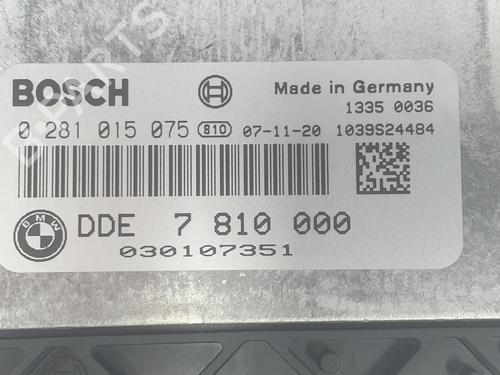 BOSCH
Made in Germany
1335 0036
0 281 015 075 810 07-11-20 1039S24484
BMW
DDE 7 810 000
030107351